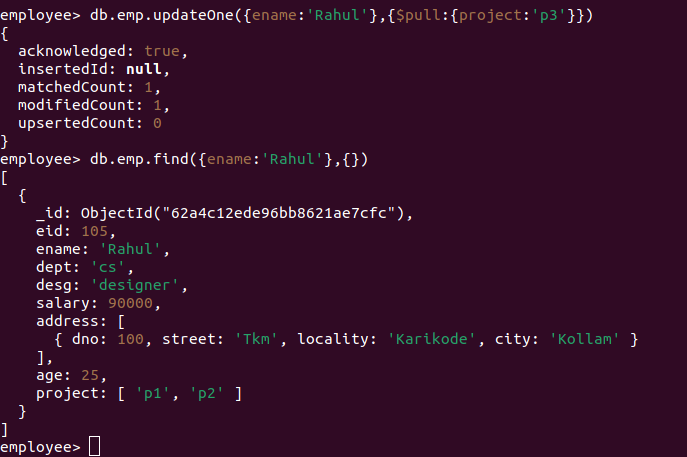 employee> db.emp.updateOne({ename:'Rahul'},{$pull:{project:'p3'}})
{
  acknowledged: true,
  insertedId: null,
  matchedCount: 1,
  modifiedCount: 1,
  upsertedCount: 0
}
employee> db.emp.find({ename:'Rahul'},{})
[
  {
    _id: ObjectId("62a4c12ede96bb8621ae7cfc"),
    eid: 105,
    ename: 'Rahul',
    dept: 'cs',
    desg: 'designer',
    salary: 90000,
    address: [
      { dno: 100, street: 'Tkm', locality: 'Karikode', city: 'Kollam' }
    ],
    age: 25,
    project: [ 'p1', 'p2' ]
  }
]
employee>